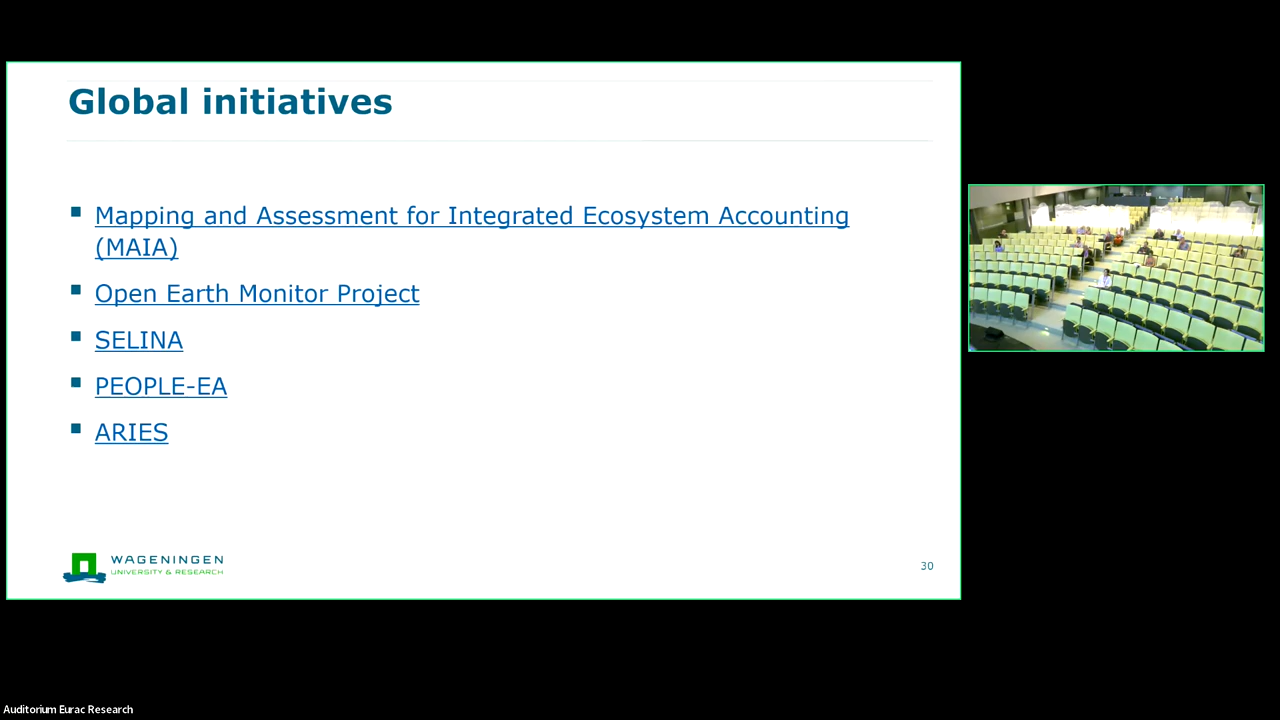 Global initiatives
Mapping and Assessment for Integrated Ecosystem Accounting
(MAIA)
Open Earth Monitor Project
SELINA
PEOPLE-EA
ARIES
WAGENINGEN
UNIVERSITY & RESEARCH
30
Auditorium Eurac Research